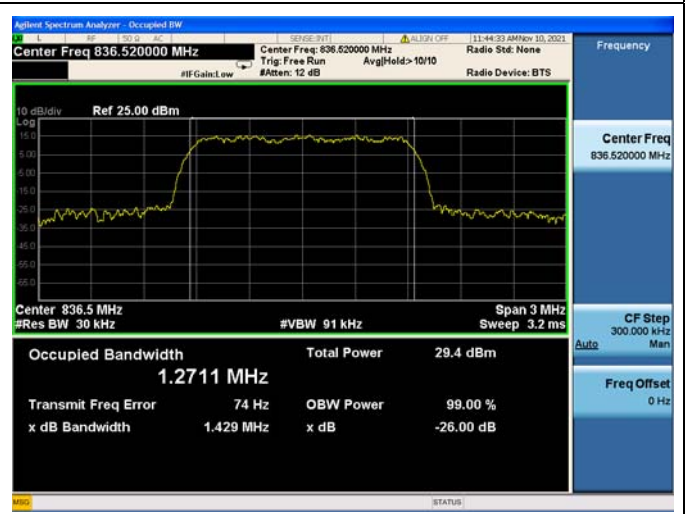 Agilent Spectrum Analyzer - Occupied BW
L RF 50 Ω AC SENSE:INT ALIGN OFF 11:44:33 AM Nov 10, 2021
Center Freq 836.520000 MHz
Center Freq: 836.520000 MHz
Radio Std: None
Trig: Free Run
Avg|Hold:>10/10
#IFGain:Low
#Atten: 12 dB
Radio Device: BTS
10 dB/div
Ref 25.00 dBm
Log
15.0
5.00
-5.00
-15.0
-25.0
-35.0
-45.0
-55.0
-65.0
Center 836.5 MHz
Span 3 MHz
#Res BW 30 kHz
#VBW 91 kHz
Sweep 3.2 ms
Occupied Bandwidth
Total Power
29.4 dBm
1.2711 MHz
Transmit Freq Error
74 Hz
OBW Power
99.00 %
x dB Bandwidth
1.429 MHz
x dB
-26.00 dB
MSG
STATUS
Frequency
Center Freq
836.520000 MHz
CF Step
300.000 kHz
Auto Man
Freq Offset
0 Hz